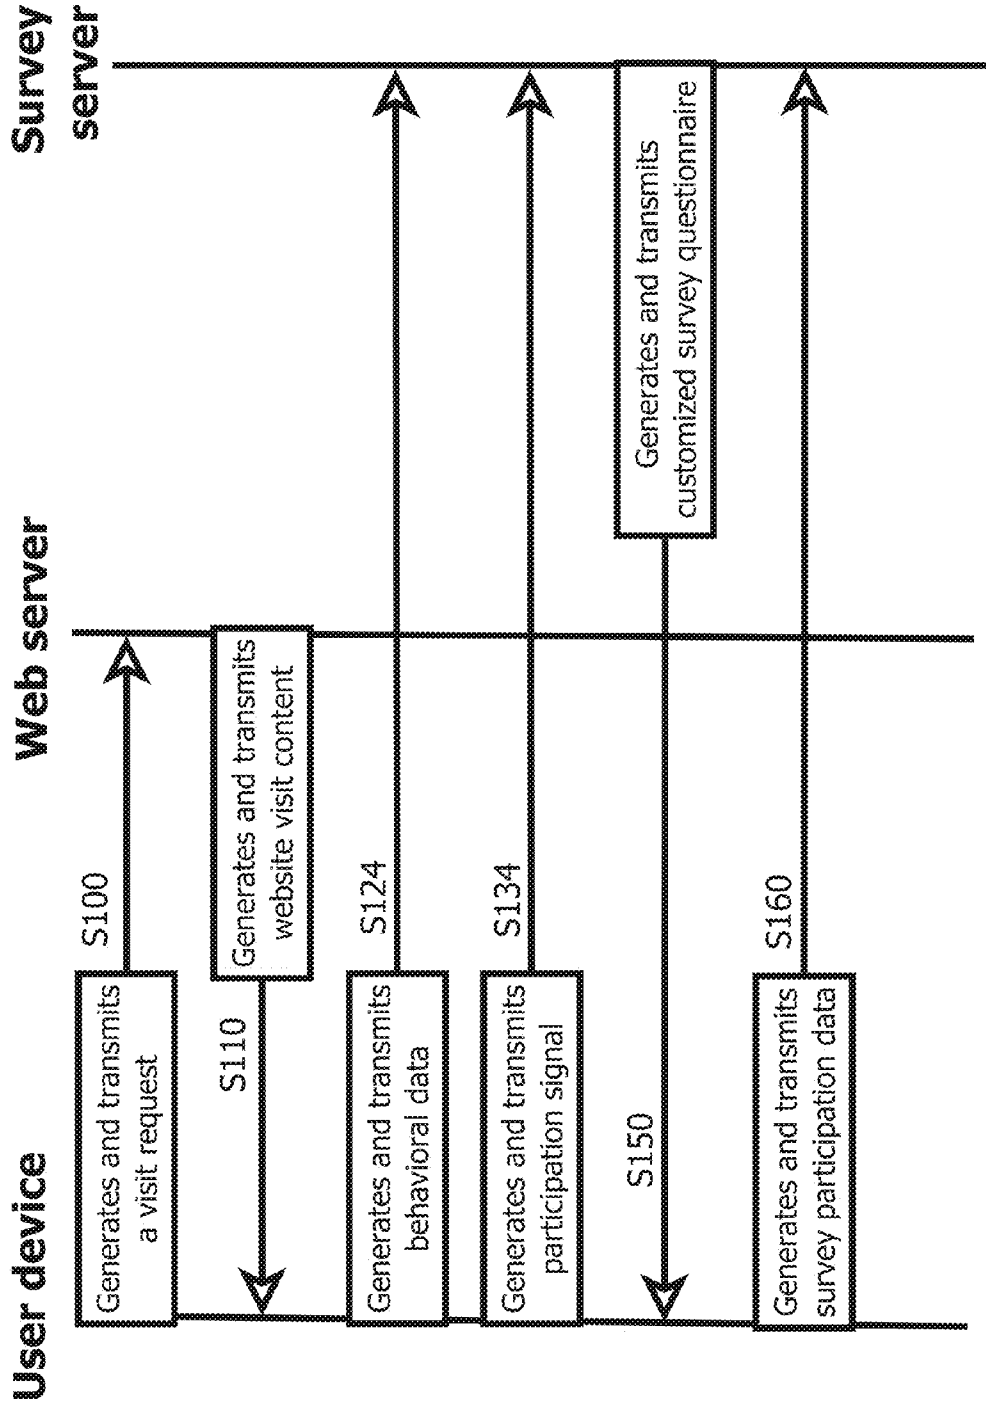 User device
Web server
Survey
server
Generates and transmits
a visit request
S100
Generates and transmits
website visit content
S110
Generates and transmits
behavioral data
S124
Generates and transmits
participation signal
S134
Generates and transmits
customized survey questionnaire
S150
Generates and transmits
survey participation data
S160